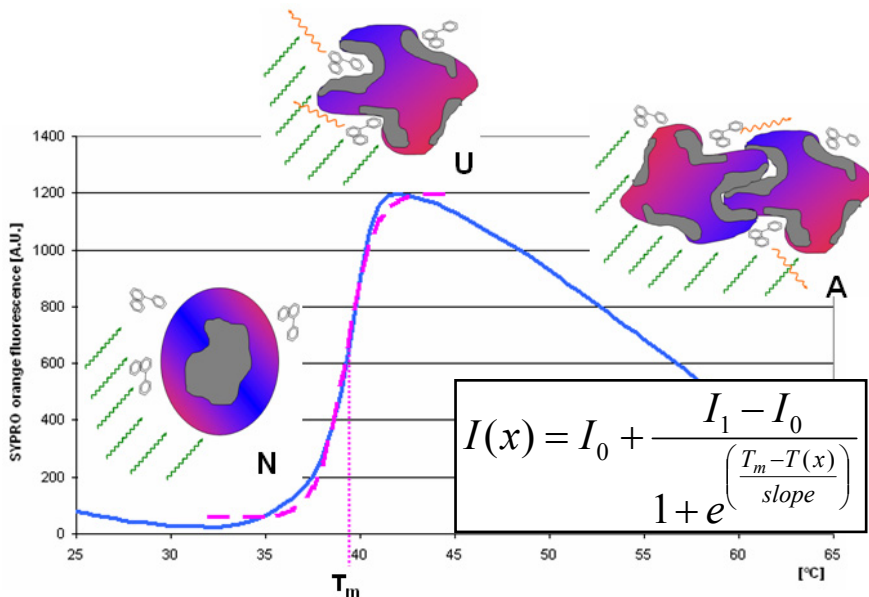 U
A
N
1400
1200
1000
800
600
400
200
0
SYPRO orange fluorescence [A.U.]
25 30 35 40 45 50 55 60 65
[°C]
Tm
I(x) = I₀ + (I₁ − I₀) / (1 + e^((Tₘ − T(x)) / slope))